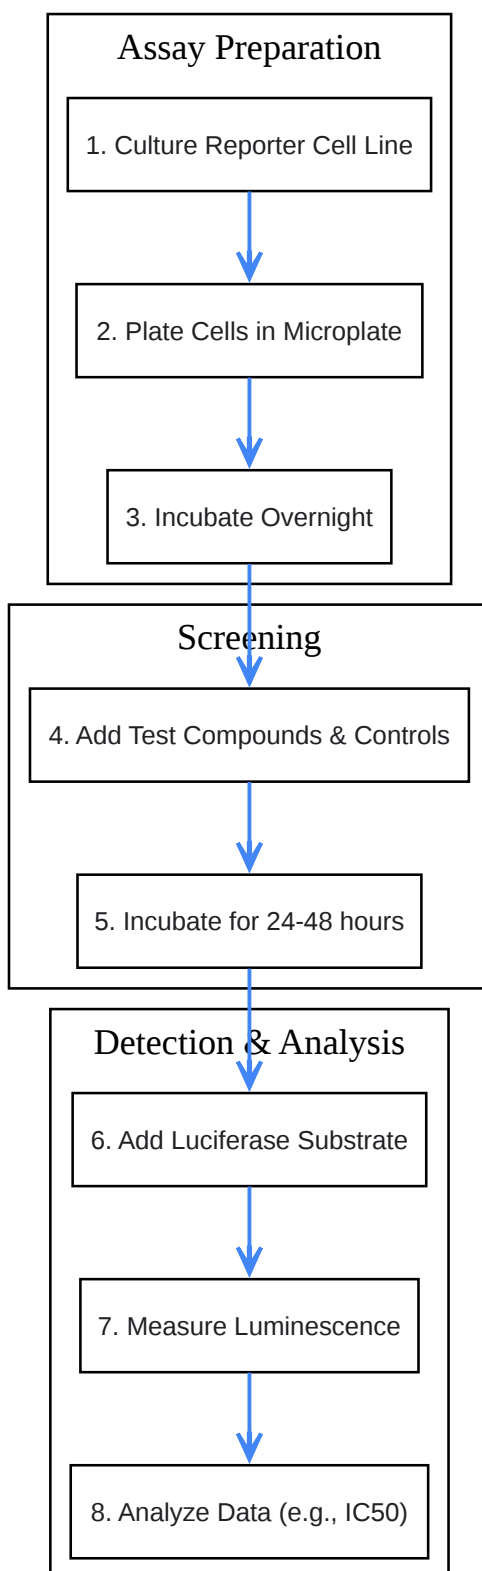 Assay Preparation
1. Culture Reporter Cell Line
2. Plate Cells in Microplate
3. Incubate Overnight
Screening
4. Add Test Compounds & Controls
5. Incubate for 24-48 hours
Detection & Analysis
6. Add Luciferase Substrate
7. Measure Luminescence
8. Analyze Data (e.g., IC50)